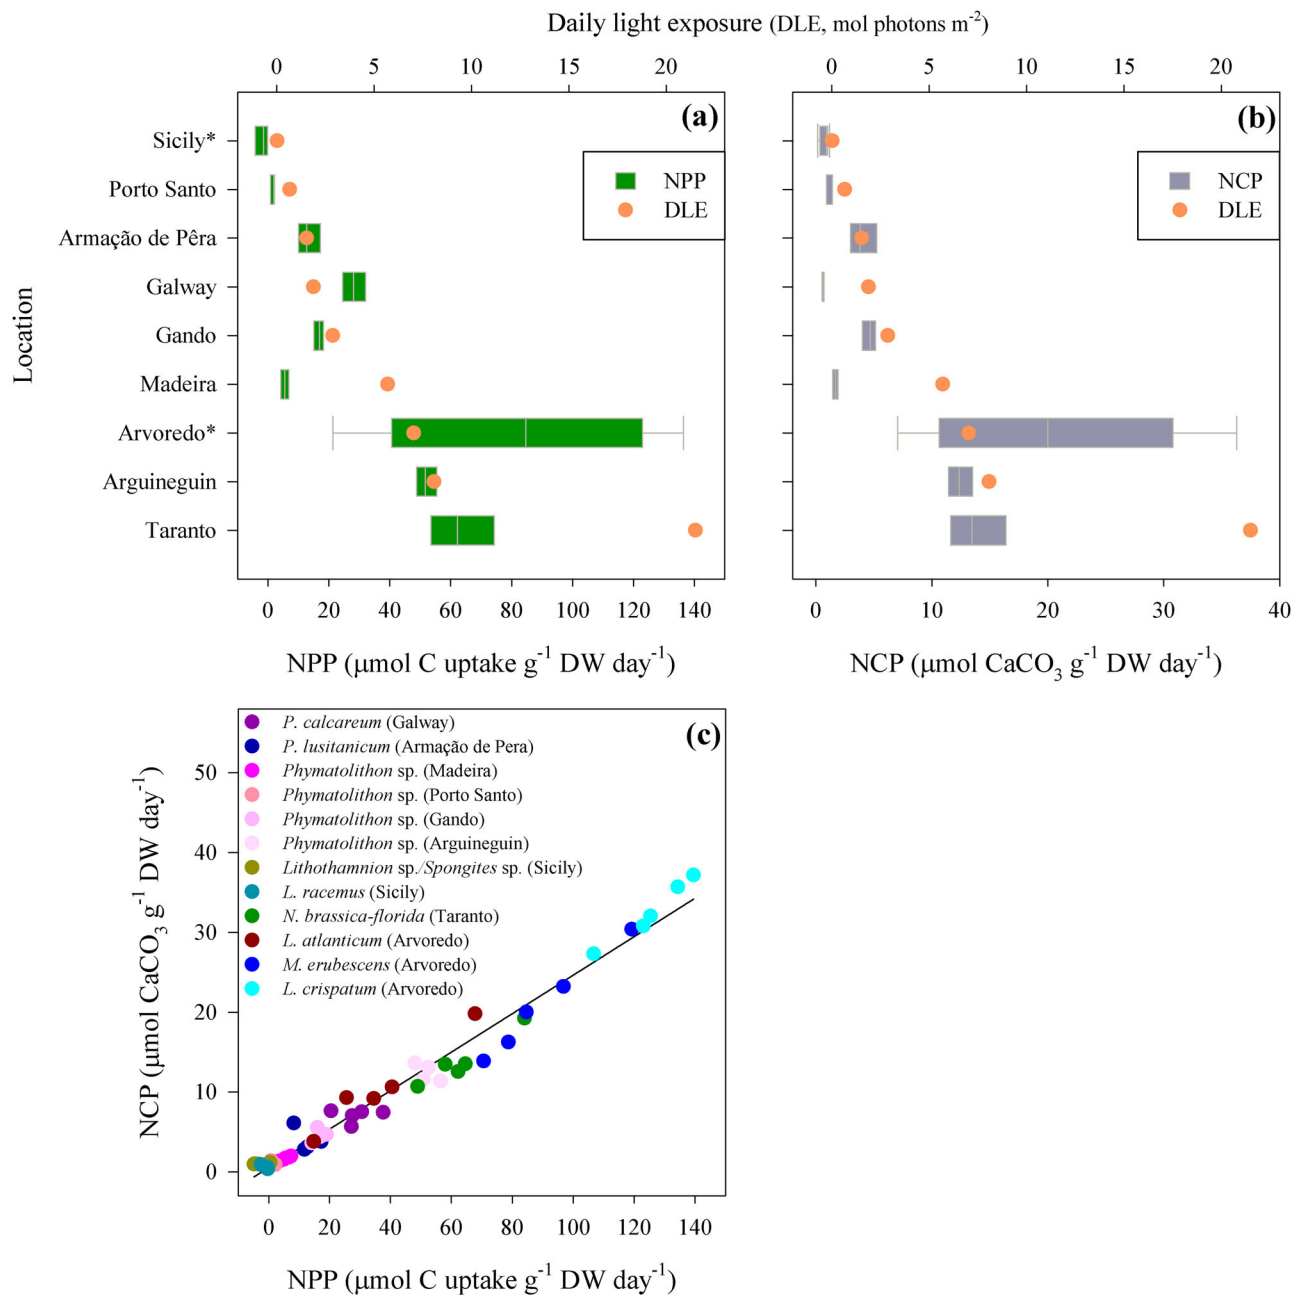 Daily light exposure (DLE, mol photons m⁻²)
0 5 10 15 20
0 5 10 15 20
(a)
(b)
Location
Sicily*
Porto Santo
Armação de Pêra
Galway
Gando
Madeira
Arvoredo*
Arguineguin
Taranto
NPP
DLE
NCP
DLE
0 20 40 60 80 100 120 140
0 10 20 30 40
NPP (μmol C uptake g⁻¹ DW day⁻¹)
NCP (μmol CaCO₃ g⁻¹ DW day⁻¹)
(c)
P. calcareum (Galway)
P. lusitanicum (Armação de Pera)
Phymatolithon sp. (Madeira)
Phymatolithon sp. (Porto Santo)
Phymatolithon sp. (Gando)
Phymatolithon sp. (Arguineguin)
Lithothamnion sp./Spongites sp. (Sicily)
L. racemus (Sicily)
N. brassica-florida (Taranto)
L. atlanticum (Arvoredo)
M. erubescens (Arvoredo)
L. crispatum (Arvoredo)
NCP (μmol CaCO₃ g⁻¹ DW day⁻¹)
50
40
30
20
10
0
0 20 40 60 80 100 120 140
NPP (μmol C uptake g⁻¹ DW day⁻¹)